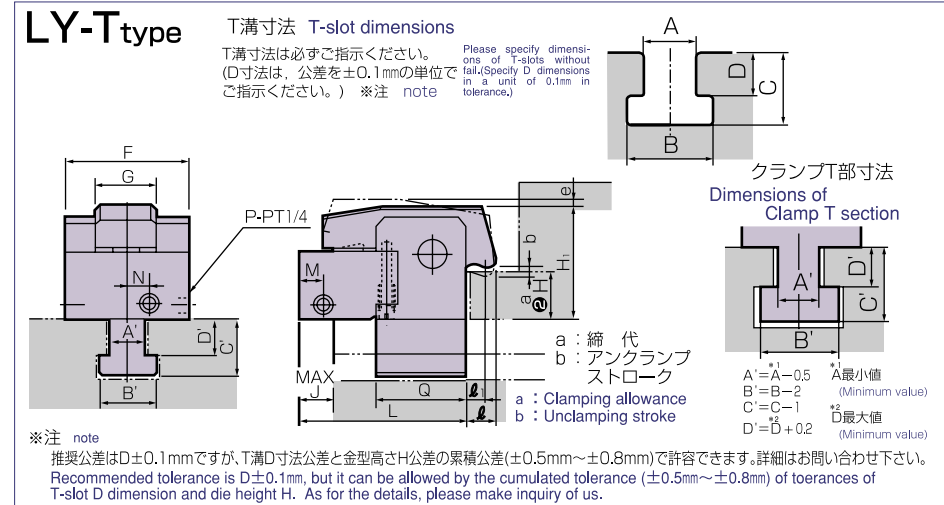 LY-T type
T溝寸法 T-slot dimensions
T溝寸法は必ずご指示ください。
(D寸法は，公差を±0.1㎜の単位で
ご指示ください。) ※注 note
Please specify dimensi-
ons of T-slots without
fail.(Specify D dimensions
in a unit of 0.1㎜ in
tolerance.)
A
D
C
B
F
G
P-PT1/4
N
A'
D'
C'
B'
e
b
H₁
M
H
a
MAX
J
Q
ℓ₁
L
ℓ
a：締 代
b：アンクランプ
ストローク
a：Clamping allowance
b：Unclamping stroke
クランプT部寸法
Dimensions of
Clamp T section
A'
D'
C'
B'
A'=*1A−0.5
B'=B−2
C'=C−1
D'=*2D＋0.2
*1A最小値
(Minimum value)
*2D最大値
(Minimum value)
※注 note
推奨公差はD±0.1㎜ですが、T溝D寸法公差と金型高さH公差の累積公差(±0.5㎜〜±0.8㎜)で許容できます。詳細はお問い合わせ下さい。
Recommended tolerance is D±0.1㎜, but it can be allowed by the cumulated tolerance (±0.5㎜〜±0.8㎜) of toerances of
T-slot D dimension and die height H. As for the details, please make inquiry of us.